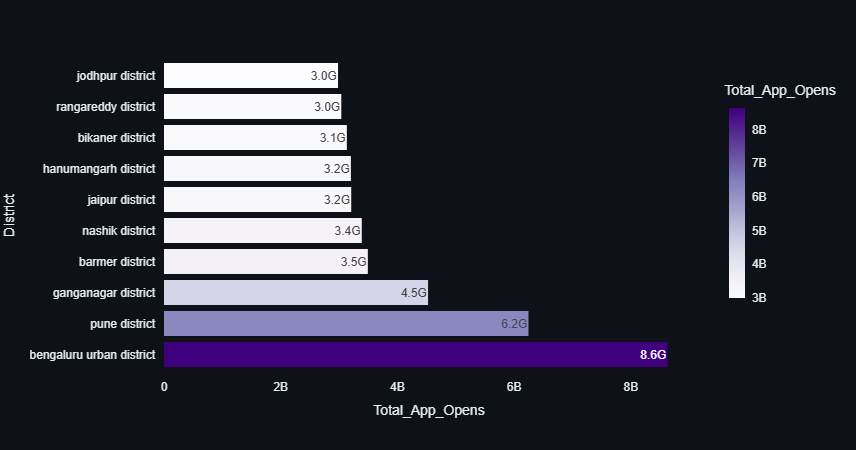 jodhpur district 3.0G
rangareddy district 3.0G
bikaner district 3.1G
hanumangarh district 3.2G
jaipur district 3.2G
nashik district 3.4G
barmer district 3.5G
ganganagar district 4.5G
pune district 6.2G
bengaluru urban district 8.6G
0 2B 4B 6B 8B
Total_App_Opens
District
Total_App_Opens
8B
7B
6B
5B
4B
3B